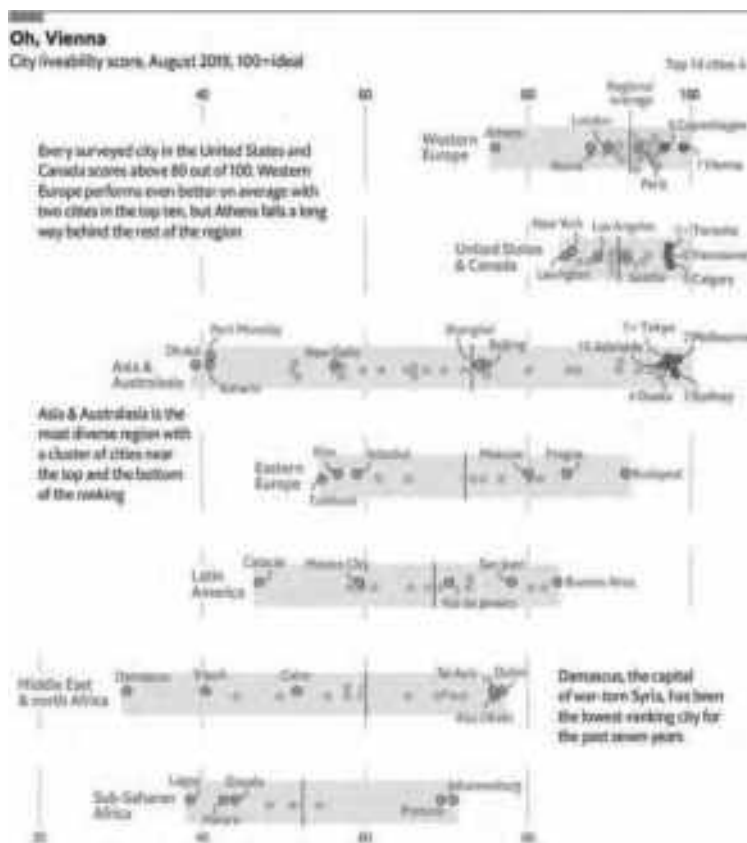 Oh, Vienna
City liveability score, August 2019, 100=ideal
Top 10 cities
40
60
80
100
Regional
average
Every surveyed city in the United States and
Canada scores above 80 out of 100. Western
Europe performs even better on average with
two cities in the top ten, but Athens falls a long
way behind the rest of the region
Western
Europe
Athens
London
Copenhagen
Rome
Paris
1 Vienna
United States
& Canada
New York
Los Angeles
Toronto
Vancouver
Lexington
Seattle
Calgary
Asia &
Australasia
Dhaka
Port Moresby
Karachi
New Delhi
Shanghai
Beijing
Tokyo
10 Adelaide
Melbourne
4 Osaka
3 Sydney
Asia & Australasia is the
most diverse region with
a cluster of cities near
the top and the bottom
of the ranking
Eastern
Europe
Kiev
Istanbul
Moscow
Prague
Budapest
Latin
America
Caracas
Mexico City
Rio de Janeiro
San Juan
Buenos Aires
Middle East
& north Africa
Damascus
Cairo
Tel Aviv
Dubai
Abu Dhabi
Damascus, the capital
of war-torn Syria, has been
the lowest-ranking city for
the past seven years
Sub-Saharan
Africa
Lagos
Douala
Harare
Johannesburg
Pretoria
20
40
60
80